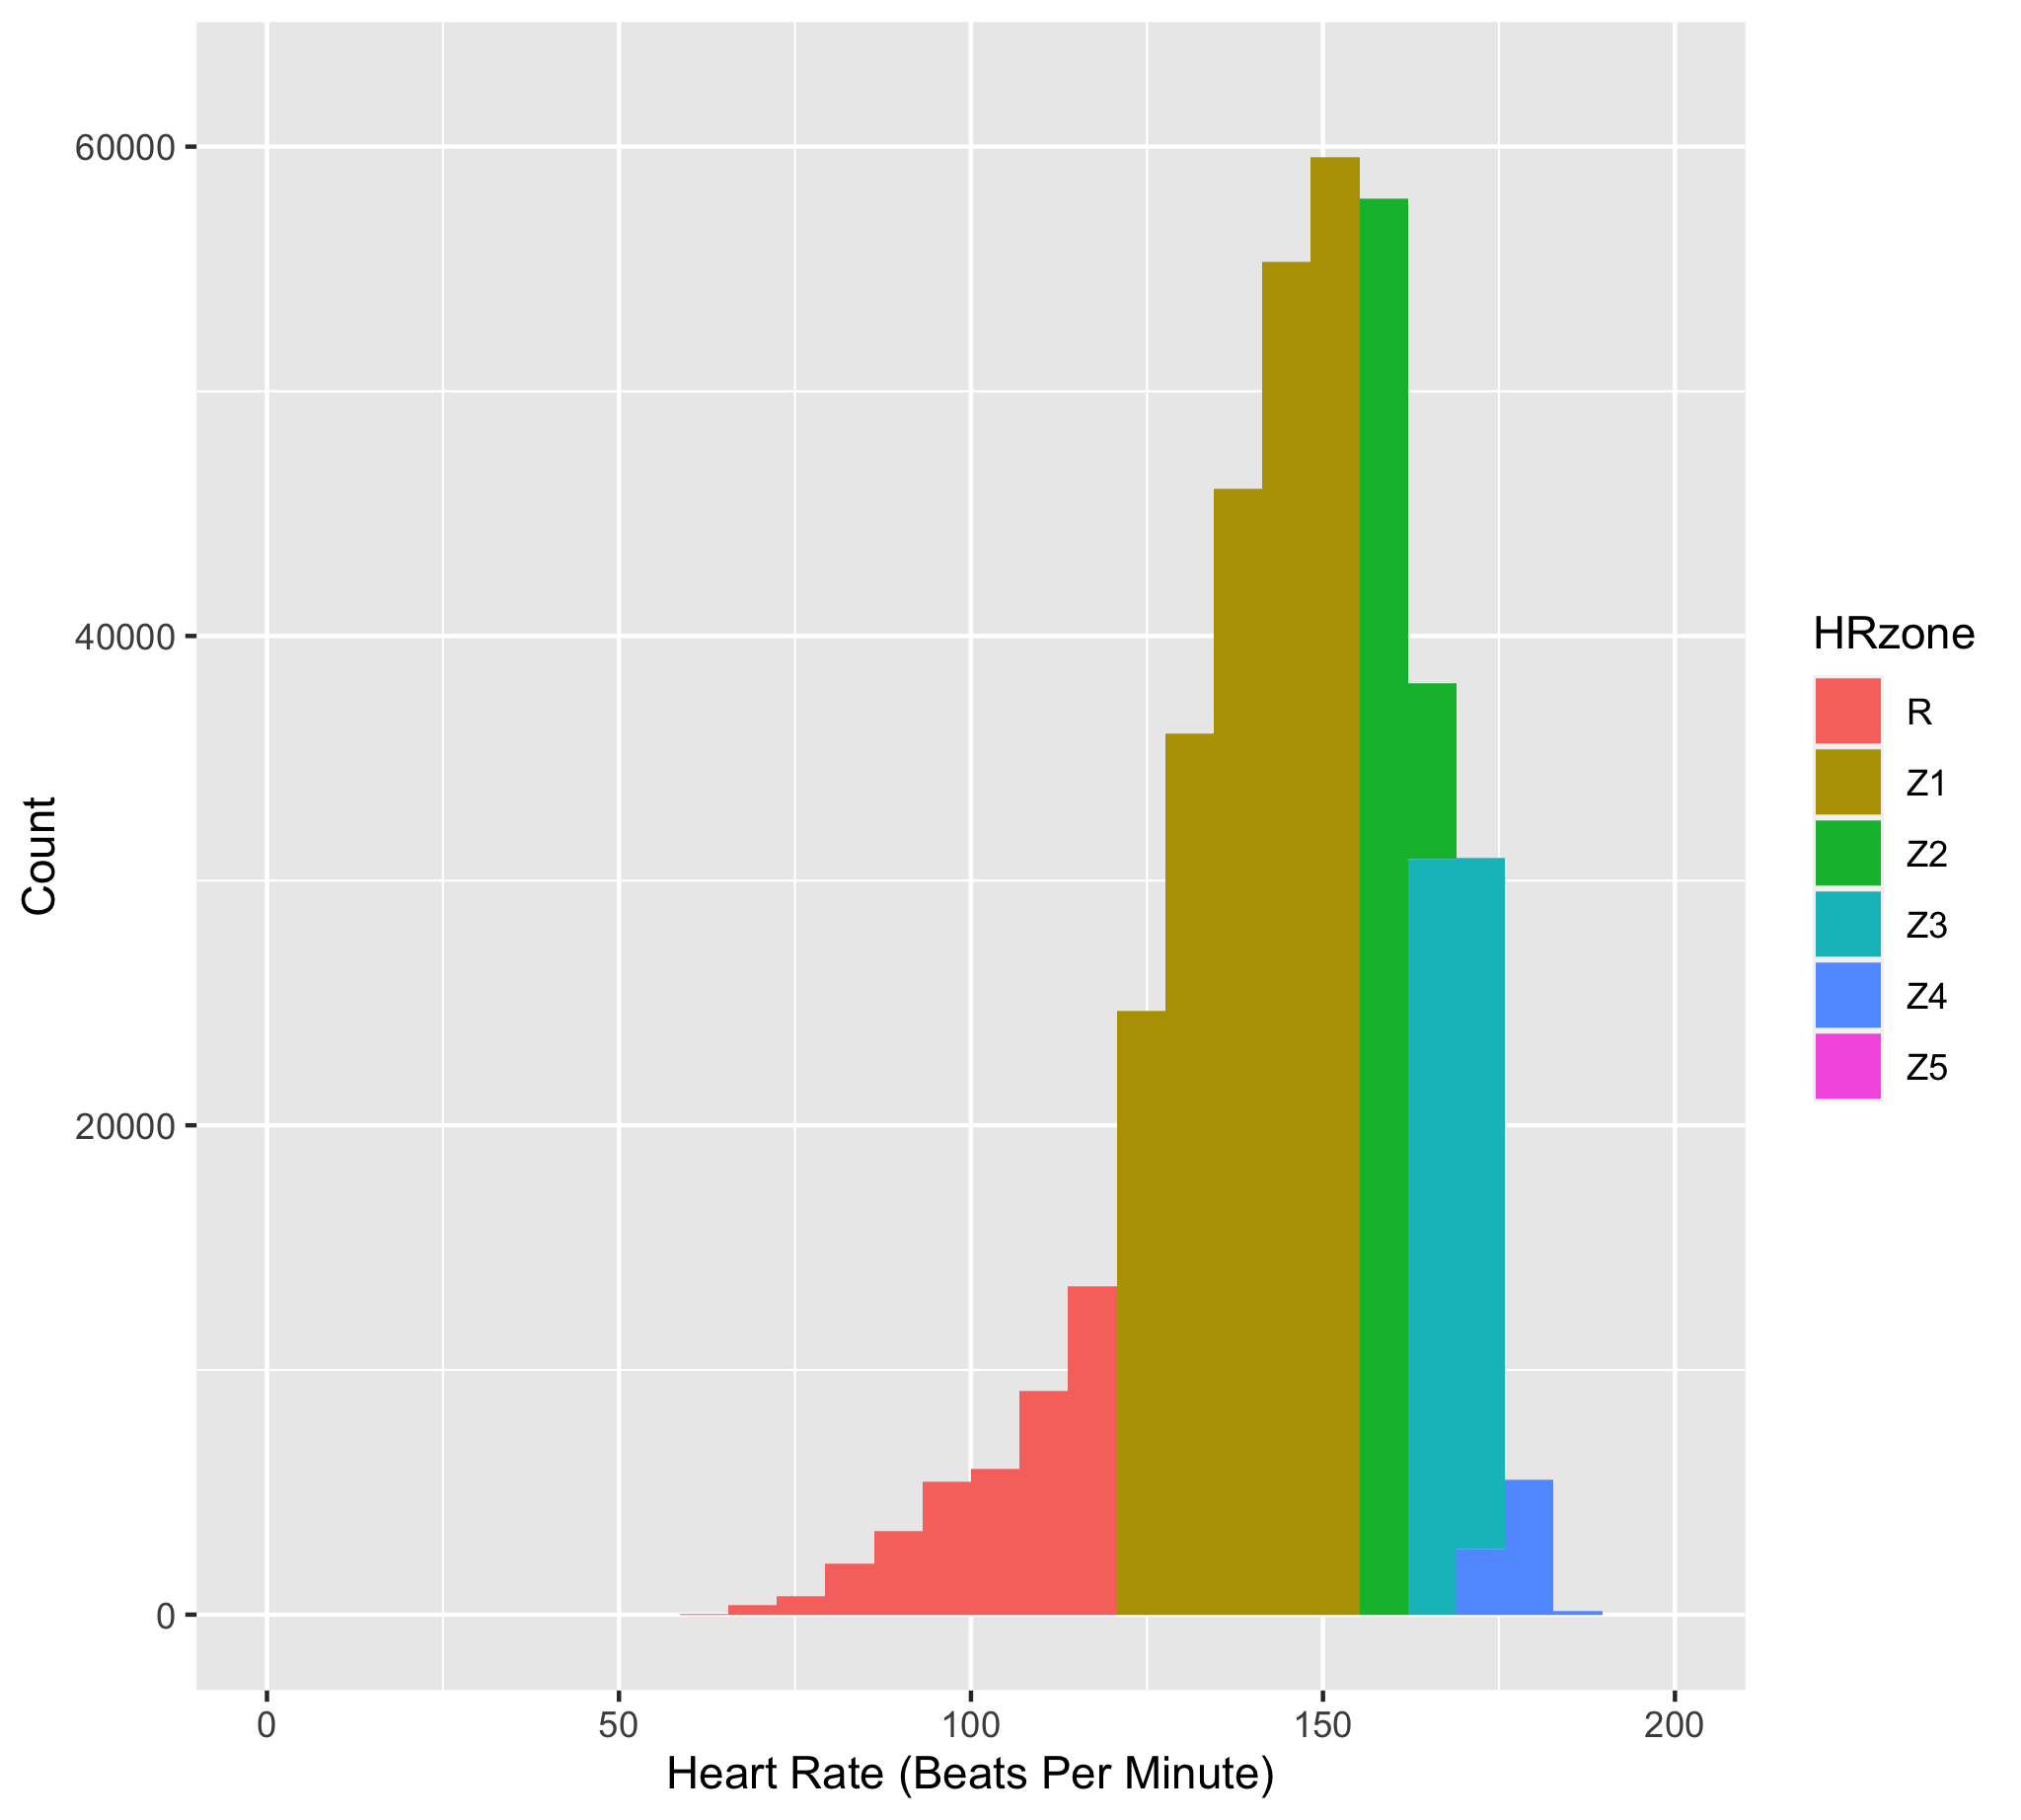 60000
40000
20000
0
Count
0 50 100 150 200
Heart Rate (Beats Per Minute)
HRzone
R
Z1
Z2
Z3
Z4
Z5